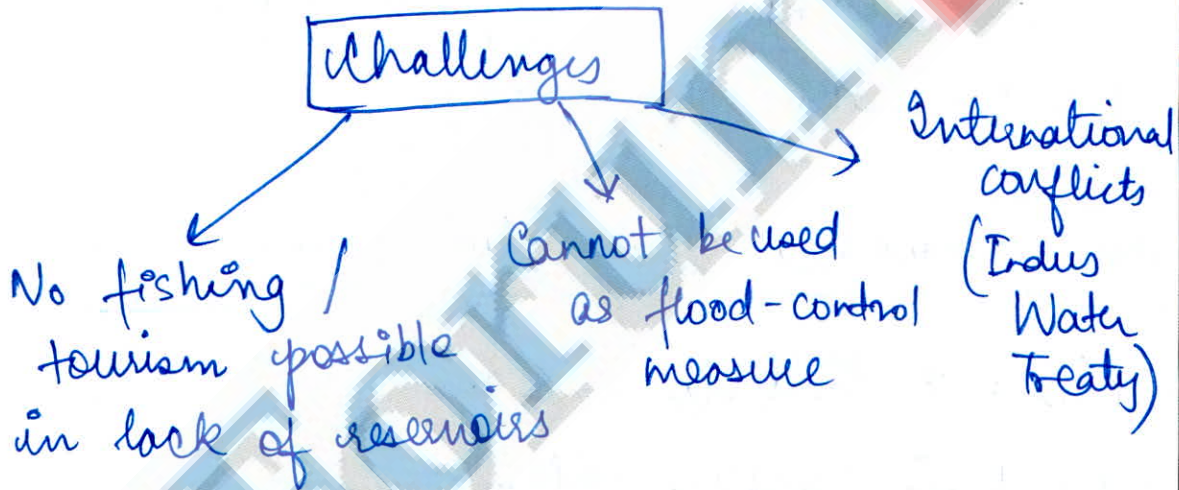 Challenges
No fishing /
tourism possible
in lack of reservoirs
Cannot be used
as flood-control
measure
International
conflicts
(Indus
Water
Treaty)
forum